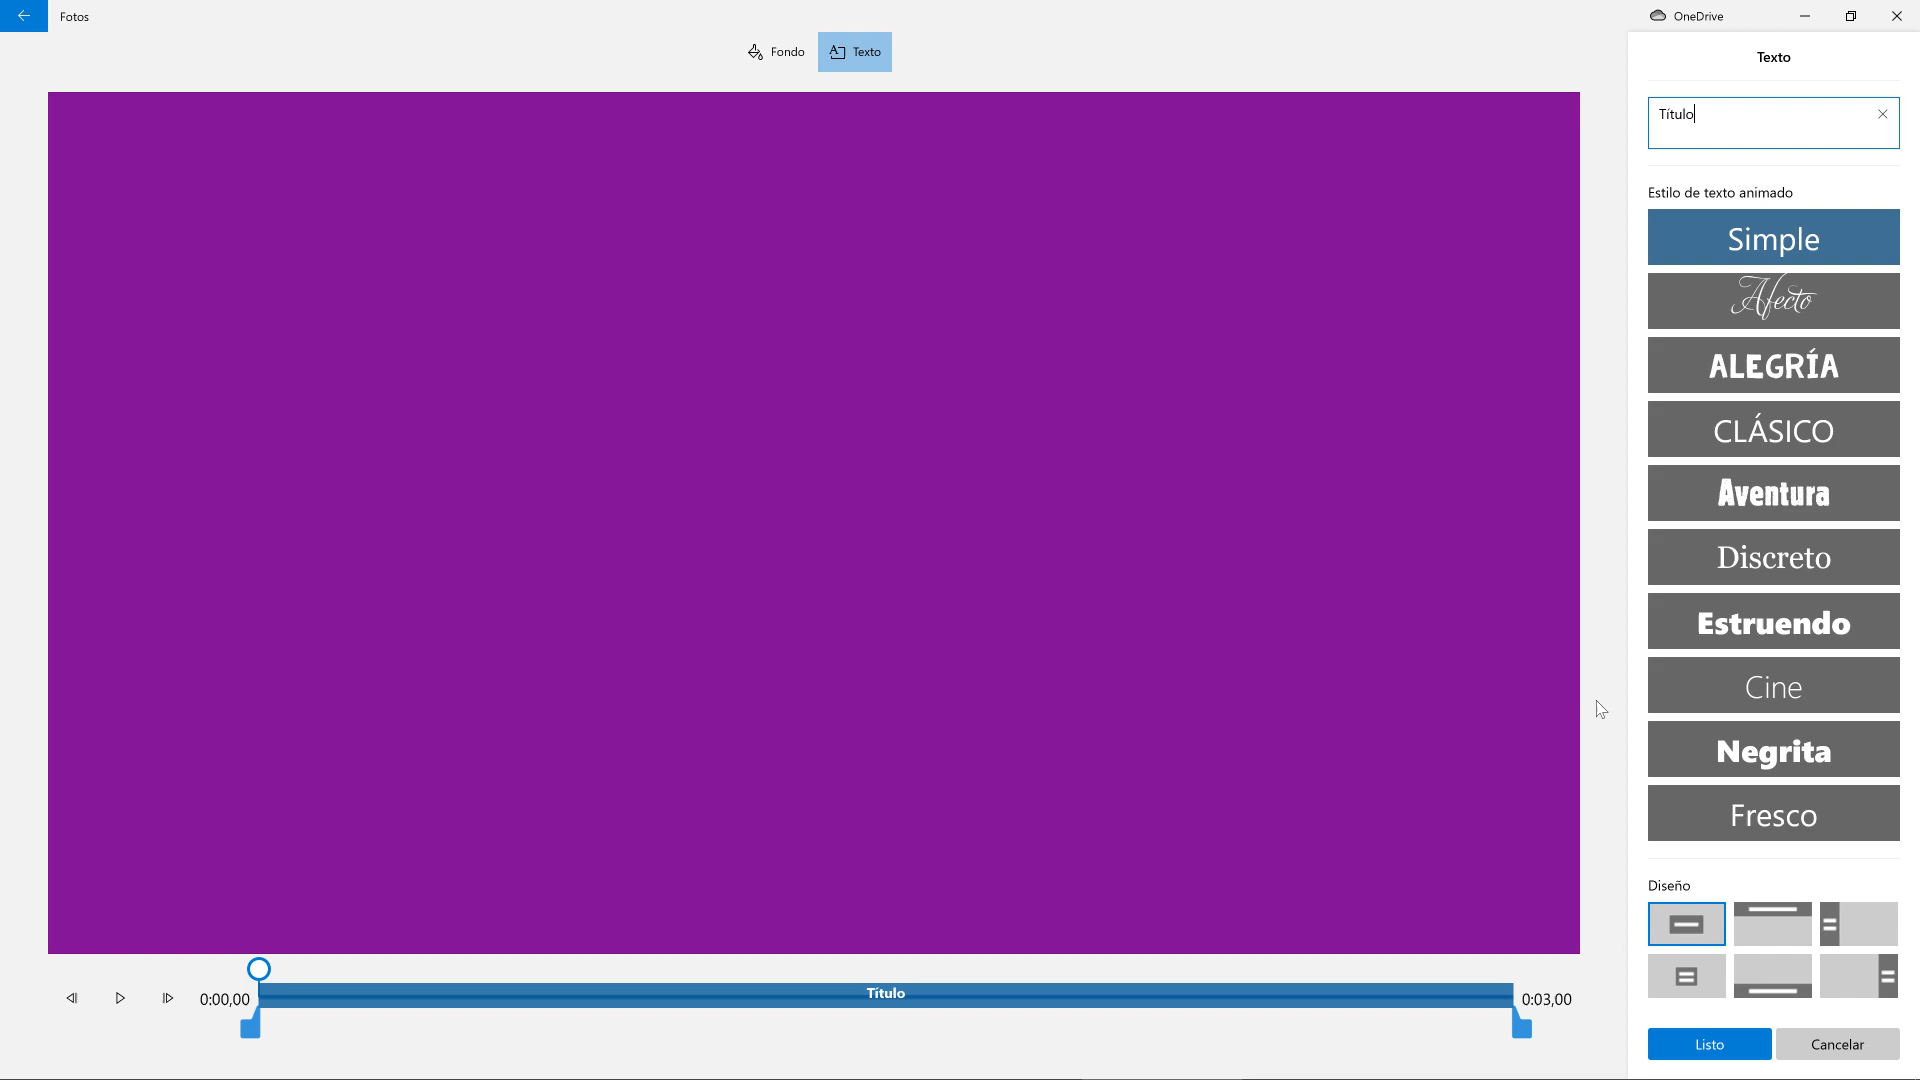 Fotos
OneDrive
Fondo
Texto
Texto
Título
Estilo de texto animado
Simple
Afecto
ALEGRÍA
CLÁSICO
Aventura
Discreto
Estruendo
Cine
Negrita
Fresco
Diseño
0:00,00
Título
0:03,00
Listo
Cancelar